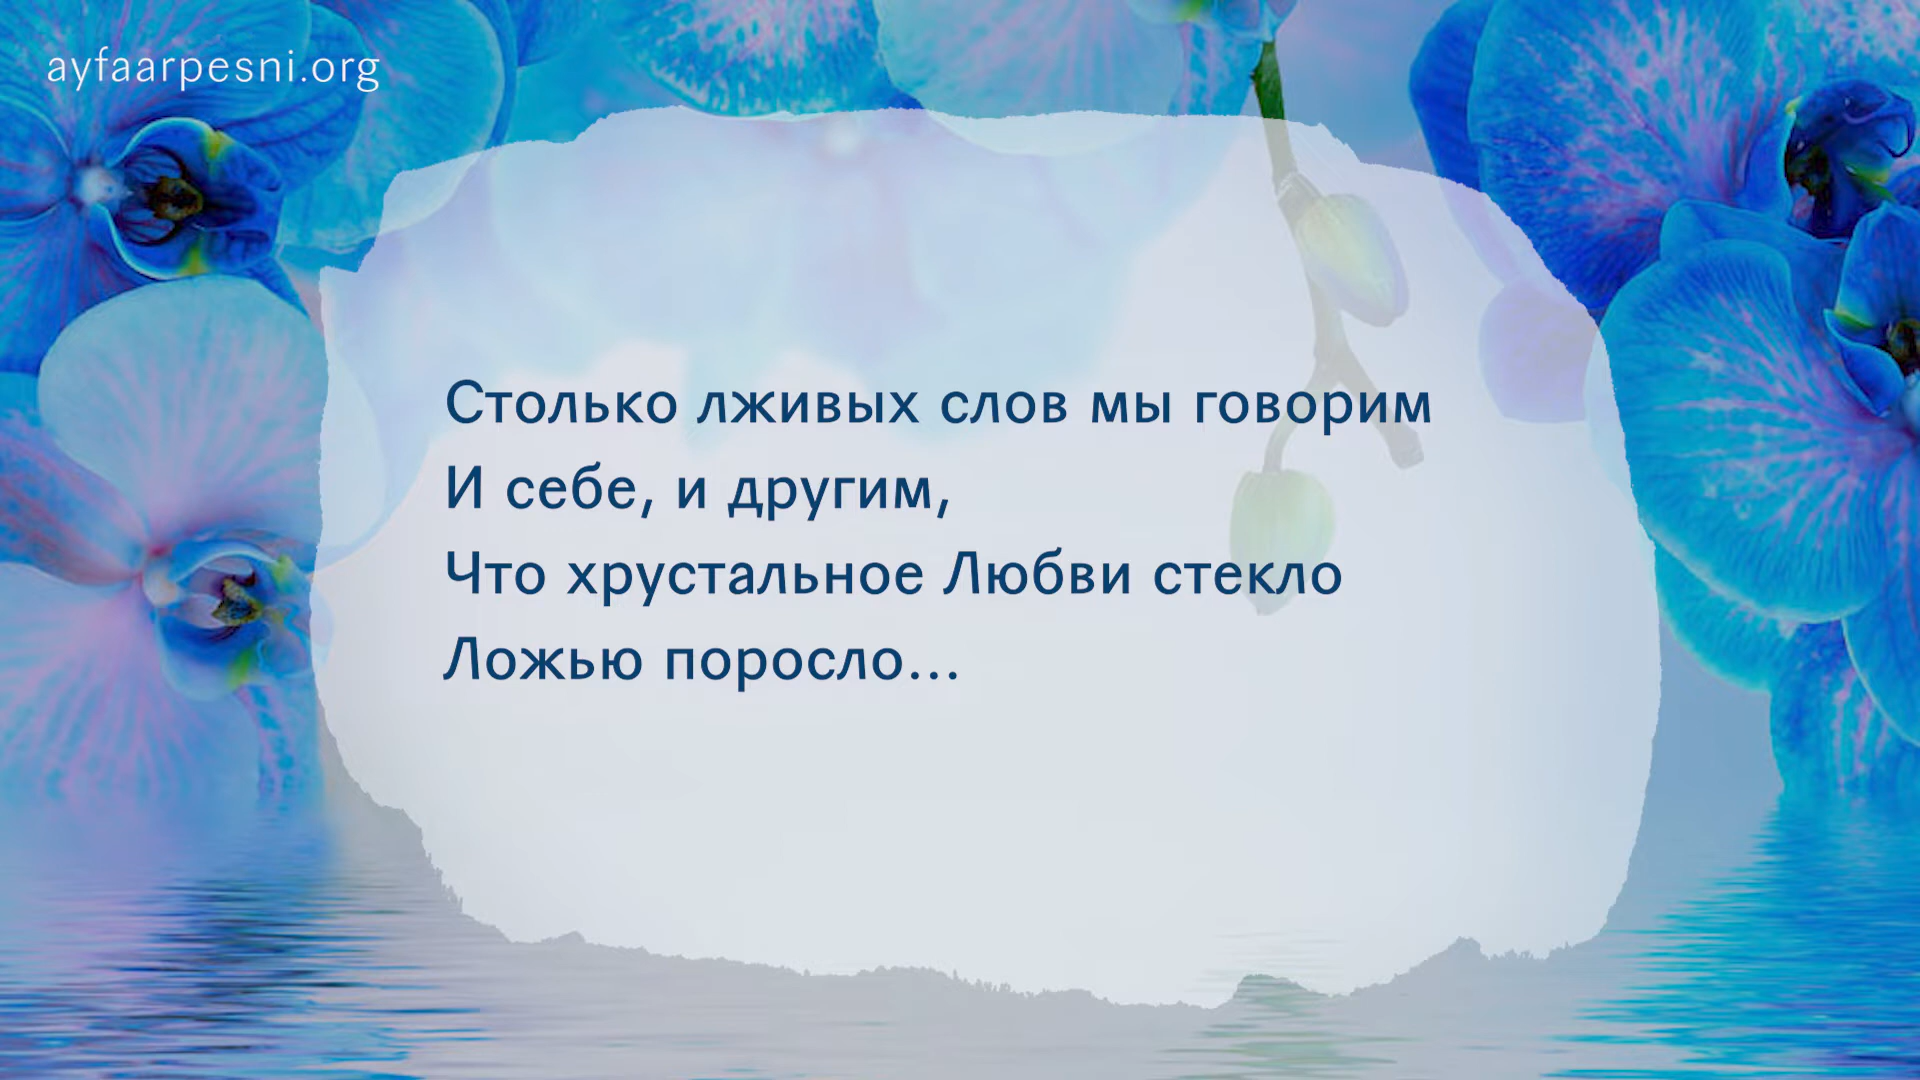 ayfaarpesni.org
Столько лживых слов мы говорим
И себе, и другим,
Что хрустальное Любви стекло
Ложью поросло...